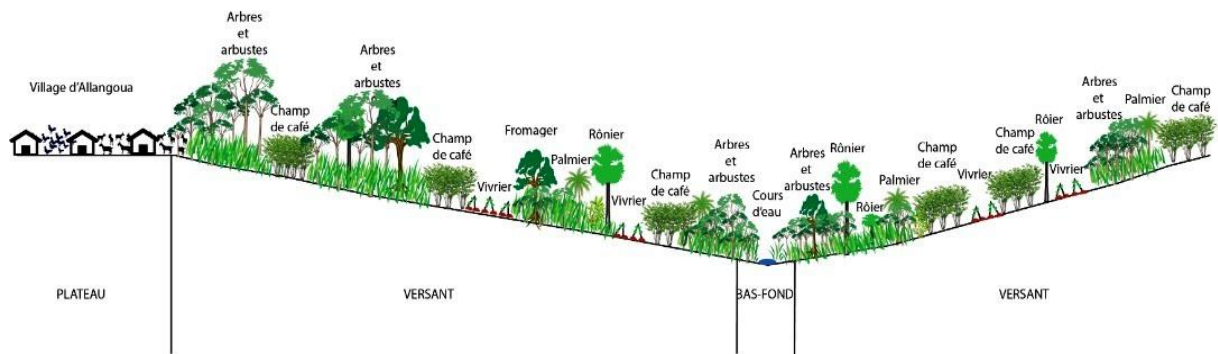 Village d'Allangoua
Arbres
et
arbustes
Champ
de café
Arbres
et
arbustes
Champ
de café
Vivrier
Fromager
Palmier
Rônier
Vivrier
Champ
de café
Arbres
et
arbustes
Cours
d'eau
Arbres
et
arbustes
Rônier
Rôier
Palmier
Champ
de café
Vivrier
Champ
de café
Rôier
Vivrier
Arbres
et
arbustes
Palmier
Champ
de café
PLATEAU
VERSANT
BAS-FOND
VERSANT